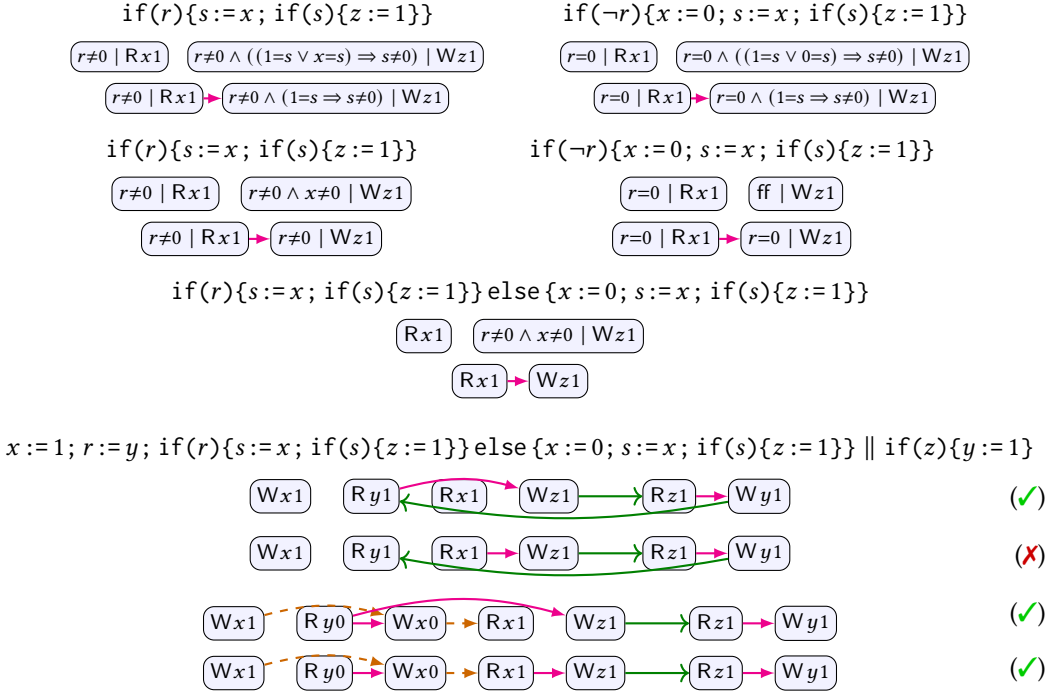 if(r){s:=x; if(s){z:=1}} if(¬r){x:=0; s:=x; if(s){z:=1}}
r≠0 | Rx1 r≠0 ∧ ((1=s ∨ x=s) ⇒ s≠0) | Wz1 r=0 | Rx1 r=0 ∧ ((1=s ∨ 0=s) ⇒ s≠0) | Wz1
r≠0 | Rx1 r≠0 ∧ (1=s ⇒ s≠0) | Wz1 r=0 | Rx1 r=0 ∧ (1=s ⇒ s≠0) | Wz1
if(r){s:=x; if(s){z:=1}} if(¬r){x:=0; s:=x; if(s){z:=1}}
r≠0 | Rx1 r≠0 ∧ x≠0 | Wz1 r=0 | Rx1 ff | Wz1
r≠0 | Rx1 r≠0 | Wz1 r=0 | Rx1 r=0 | Wz1
if(r){s:=x; if(s){z:=1}} else {x:=0; s:=x; if(s){z:=1}}
Rx1 r≠0 ∧ x≠0 | Wz1
Rx1 Wz1
x:=1; r:=y; if(r){s:=x; if(s){z:=1}} else {x:=0; s:=x; if(s){z:=1}} ∥ if(z){y:=1}
Wx1 Ry1 Rx1 Wz1 Rz1 Wy1 (✓)
Wx1 Ry1 Rx1 Wz1 Rz1 Wy1 (✗)
Wx1 Ry0 Wx0 Rx1 Wz1 Rz1 Wy1 (✓)
Wx1 Ry0 Wx0 Rx1 Wz1 Rz1 Wy1 (✓)